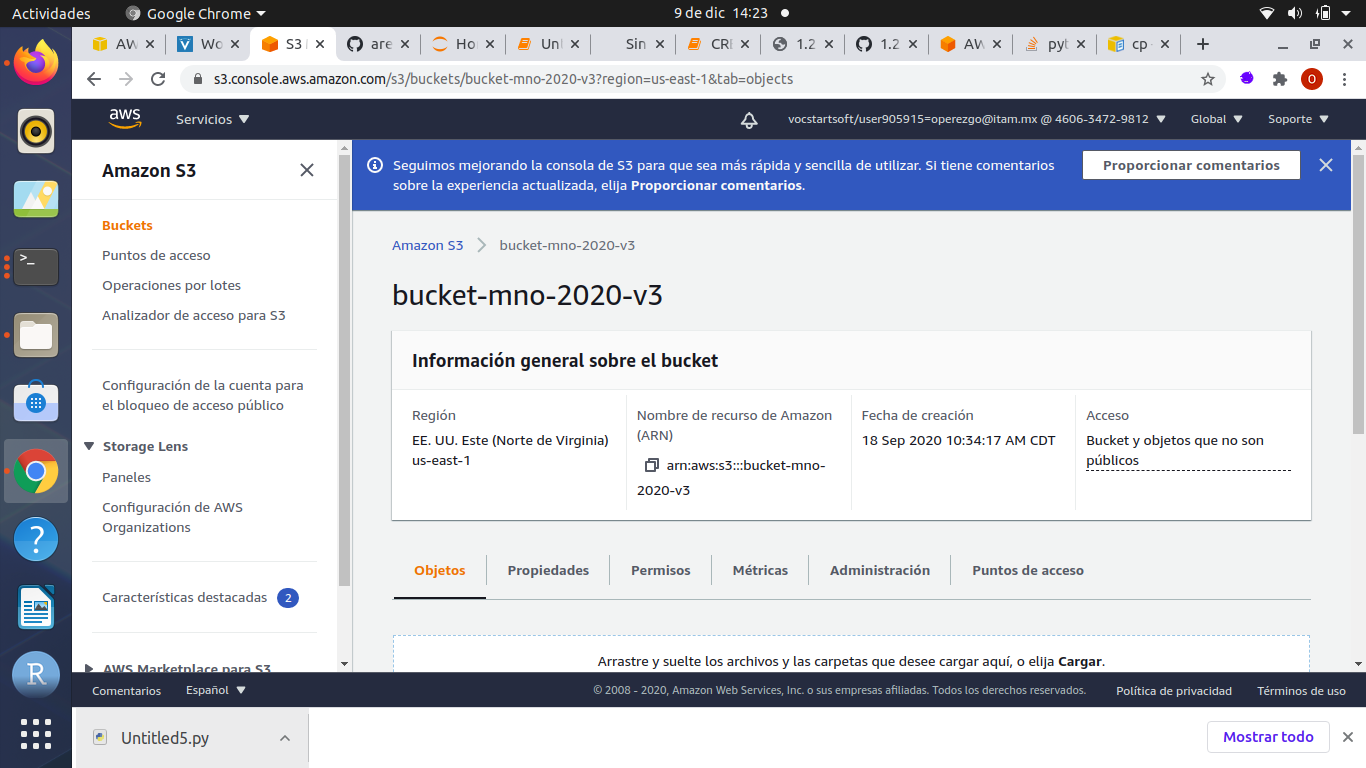 Actividades
Google Chrome
9 de dic 14:23
AW
Wo
S3
are
Ho
Unt
Sin
CRE
1.2
1.2
AW
pyt
cp
s3.console.aws.amazon.com/s3/buckets/bucket-mno-2020-v3?region=us-east-1&tab=objects
O
aws
Servicios
vocstartsoft/user905915=operezgo@itam.mx @ 4606-3472-9812
Global
Soporte
Amazon S3
Buckets
Puntos de acceso
Operaciones por lotes
Analizador de acceso para S3
Configuración de la cuenta para
el bloqueo de acceso público
Storage Lens
Paneles
Configuración de AWS
Organizations
Características destacadas 2
AWS Marketplace para S3
Seguimos mejorando la consola de S3 para que sea más rápida y sencilla de utilizar. Si tiene comentarios
sobre la experiencia actualizada, elija Proporcionar comentarios.
Proporcionar comentarios
Amazon S3
bucket-mno-2020-v3
bucket-mno-2020-v3
Información general sobre el bucket
Región
EE. UU. Este (Norte de Virginia)
us-east-1
Nombre de recurso de Amazon
(ARN)
arn:aws:s3:::bucket-mno-
2020-v3
Fecha de creación
18 Sep 2020 10:34:17 AM CDT
Acceso
Bucket y objetos que no son
públicos
Objetos
Propiedades
Permisos
Métricas
Administración
Puntos de acceso
Arrastre y suelte los archivos y las carpetas que desee cargar aquí, o elija Cargar.
Comentarios
Español
© 2008 - 2020, Amazon Web Services, Inc. o sus empresas afiliadas. Todos los derechos reservados.
Política de privacidad
Términos de uso
Untitled5.py
Mostrar todo